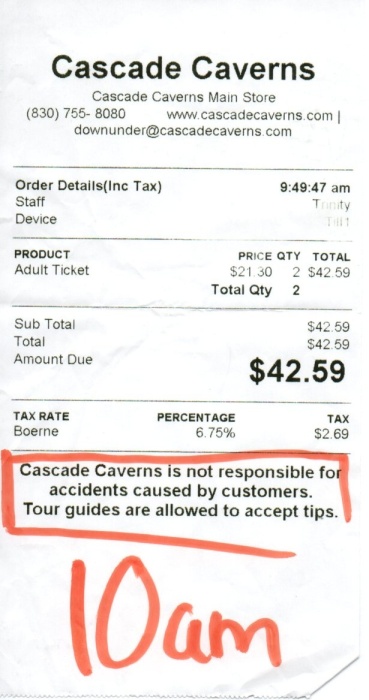 Cascade Caverns
Cascade Caverns Main Store
(830) 755- 8080 www.cascadecaverns.com |
downunder@cascadecaverns.com
Order Details(Inc Tax) 9:49:47 am
Staff Trinity
Device Till 1
PRODUCT PRICE QTY TOTAL
Adult Ticket $21.30 2 $42.59
Total Qty 2
Sub Total $42.59
Total $42.59
Amount Due $42.59
TAX RATE PERCENTAGE TAX
Boerne 6.75% $2.69
Cascade Caverns is not responsible for
accidents caused by customers.
Tour guides are allowed to accept tips.
10am